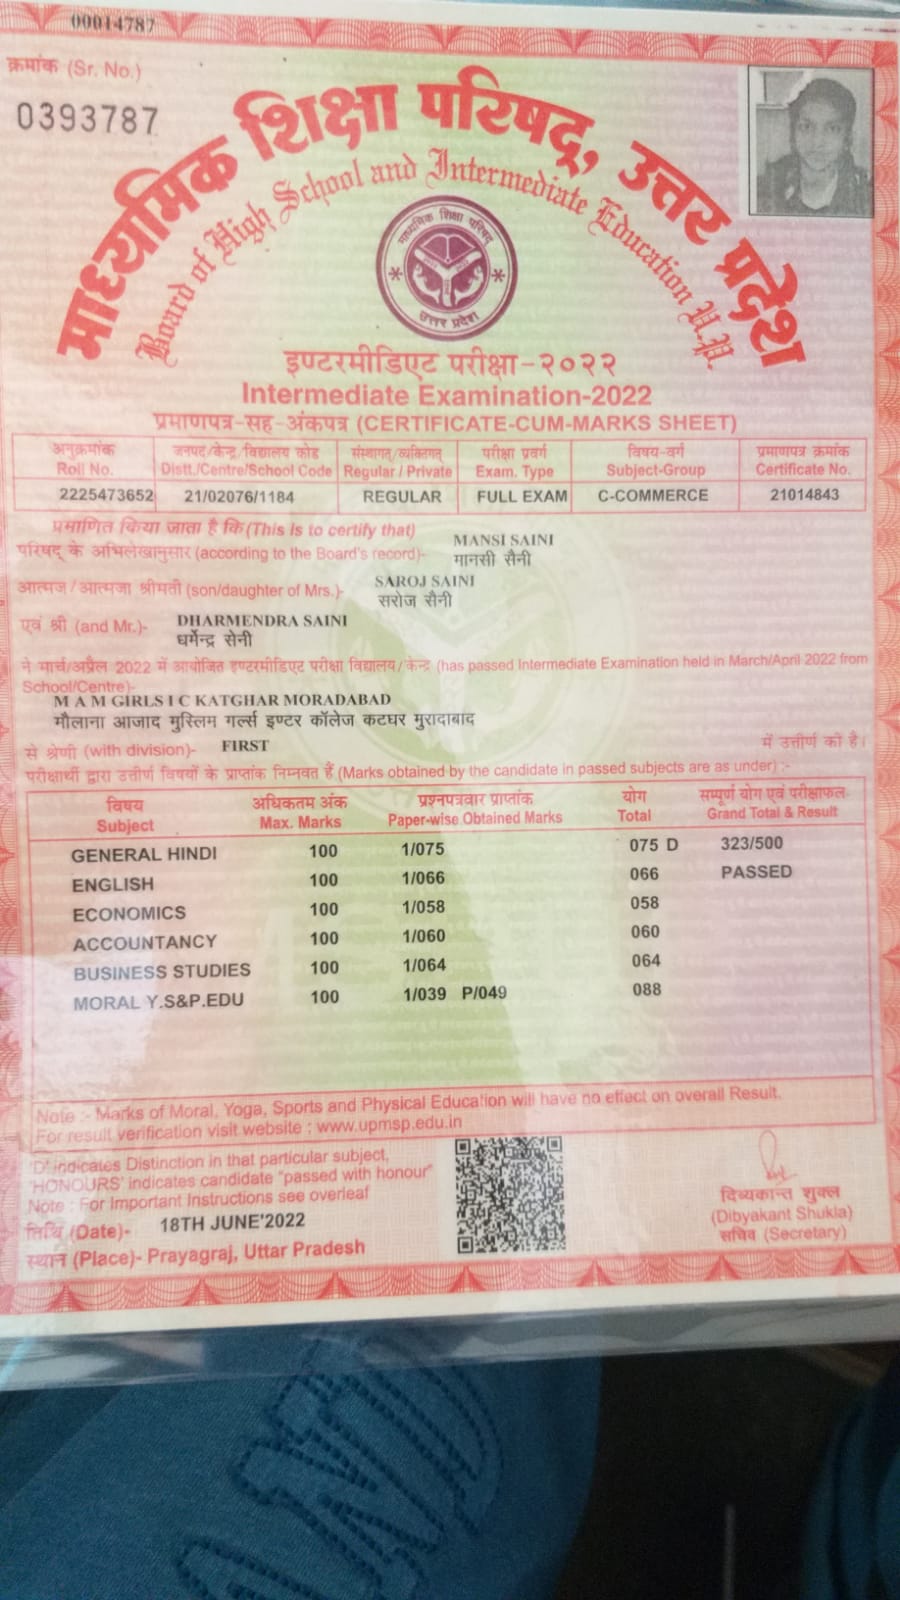 00014787
क्रमांक (Sr. No.)
0393787
माध्यमिक शिक्षा परिषद्, उत्तर प्रदेश
Board of High School and Intermediate Education U.P.
माध्यमिक शिक्षा परिषद्
उत्तर प्रदेश
इण्टरमीडिएट परीक्षा-२०२२
Intermediate Examination-2022
प्रमाणपत्र-सह-अंकपत्र (CERTIFICATE-CUM-MARKS SHEET)
अनुक्रमांक जनपद/केन्द्र/विद्यालय कोड संस्थागत/व्यक्तिगत परीक्षा प्रवर्ग विषय-वर्ग प्रमाणपत्र क्रमांक
Roll No. Distt./Centre/School Code Regular / Private Exam. Type Subject-Group Certificate No.
2225473652 21/02076/1184 REGULAR FULL EXAM C-COMMERCE 21014843
प्रमाणित किया जाता है कि (This is to certify that)
MANSI SAINI
परिषद् के अभिलेखानुसार (according to the Board's record)- मानसी सैनी
SAROJ SAINI
आत्मज/आत्मजा श्रीमती (son/daughter of Mrs.)- सरोज सैनी
DHARMENDRA SAINI
एवं श्री (and Mr.)- धर्मेन्द्र सेनी
ने मार्च/अप्रैल 2022 में आयोजित इण्टरमीडिएट परीक्षा विद्यालय/केन्द्र (has passed Intermediate Examination held in March/April 2022 from
School/Centre)-
M A M GIRLS I C KATGHAR MORADABAD
मौलाना आजाद मुस्लिम गर्ल्स इण्टर कॉलेज कटघर मुरादाबाद
से श्रेणी (with division)- FIRST में उत्तीर्ण की है।
परीक्षार्थी द्वारा उत्तीर्ण विषयों के प्राप्तांक निम्नवत हैं (Marks obtained by the candidate in passed subjects are as under) :-
विषय अधिकतम अंक प्रश्नपत्रवार प्राप्तांक योग सम्पूर्ण योग एवं परीक्षाफल
Subject Max. Marks Paper-wise Obtained Marks Total Grand Total & Result
GENERAL HINDI 100 1/075 075 D 323/500
ENGLISH 100 1/066 066 PASSED
ECONOMICS 100 1/058 058
ACCOUNTANCY 100 1/060 060
BUSINESS STUDIES 100 1/064 064
MORAL Y.S&P.EDU 100 1/039 P/049 088
Note :- Marks of Moral, Yoga, Sports and Physical Education will have no effect on overall Result.
For result verification visit website : www.upmsp.edu.in
'D' indicates Distinction in that particular subject,
'HONOURS' indicates candidate "passed with honour"
Note : For Important Instructions see overleaf
तिथि (Date)- 18TH JUNE'2022
स्थान (Place)- Prayagraj, Uttar Pradesh
दिव्यकान्त शुक्ल
(Dibyakant Shukla)
सचिव (Secretary)